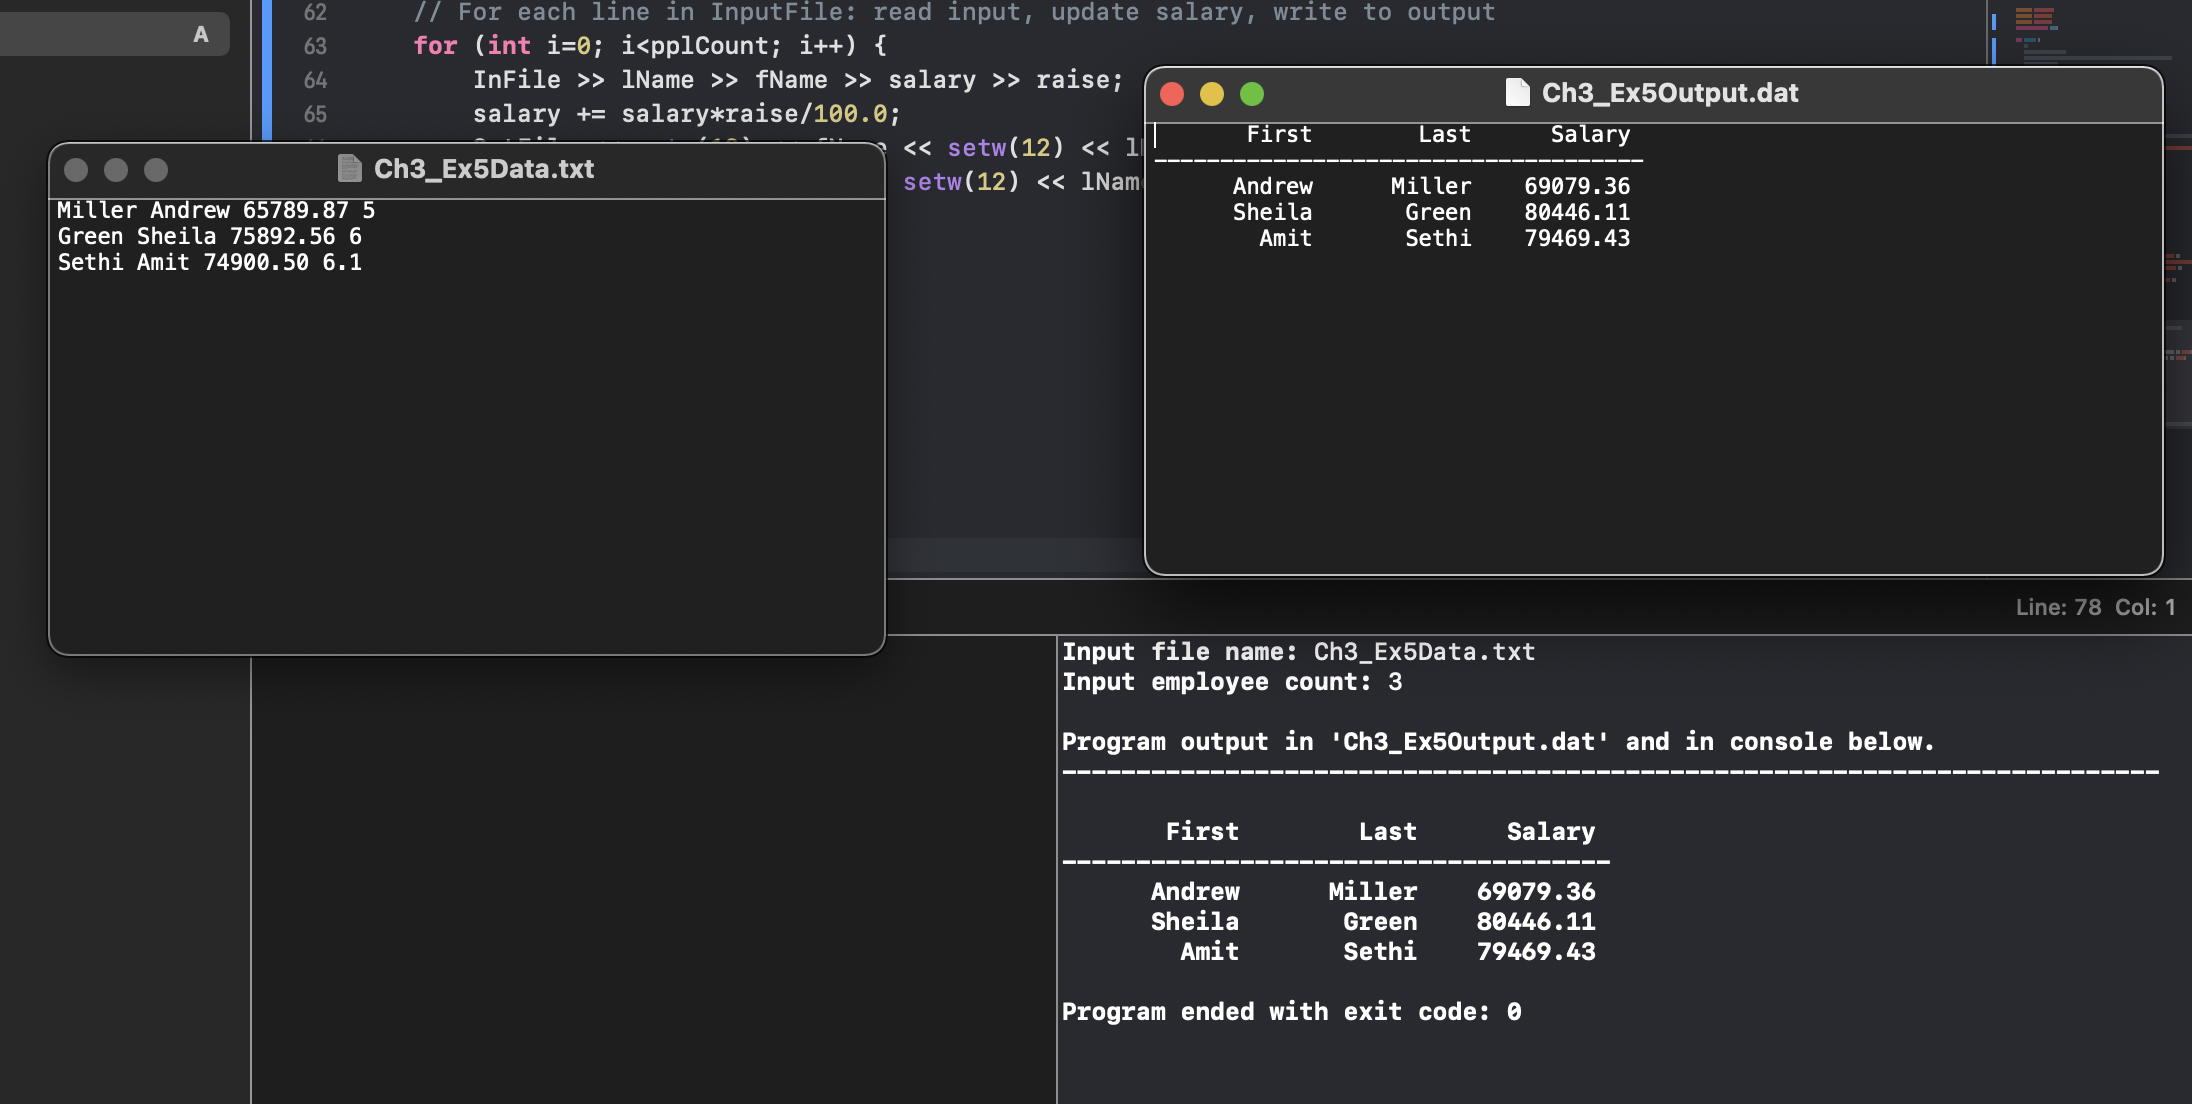 A
62 // For each line in InputFile: read input, update salary, write to output
63 for (int i=0; i<pplCount; i++) {
64 InFile >> lName >> fName >> salary >> raise;
65 salary += salary*raise/100.0;
<< setw(12) <<
setw(12) << lNam
Ch3_Ex5Data.txt
Miller Andrew 65789.87 5
Green Sheila 75892.56 6
Sethi Amit 74900.50 6.1
Ch3_Ex5Output.dat
First Last Salary
-------------------------------------
Andrew Miller 69079.36
Sheila Green 80446.11
Amit Sethi 79469.43
Line: 78 Col: 1
Input file name: Ch3_Ex5Data.txt
Input employee count: 3
Program output in 'Ch3_Ex5Output.dat' and in console below.
--------------------------------------------------------------------------
First Last Salary
-------------------------------------
Andrew Miller 69079.36
Sheila Green 80446.11
Amit Sethi 79469.43
Program ended with exit code: 0